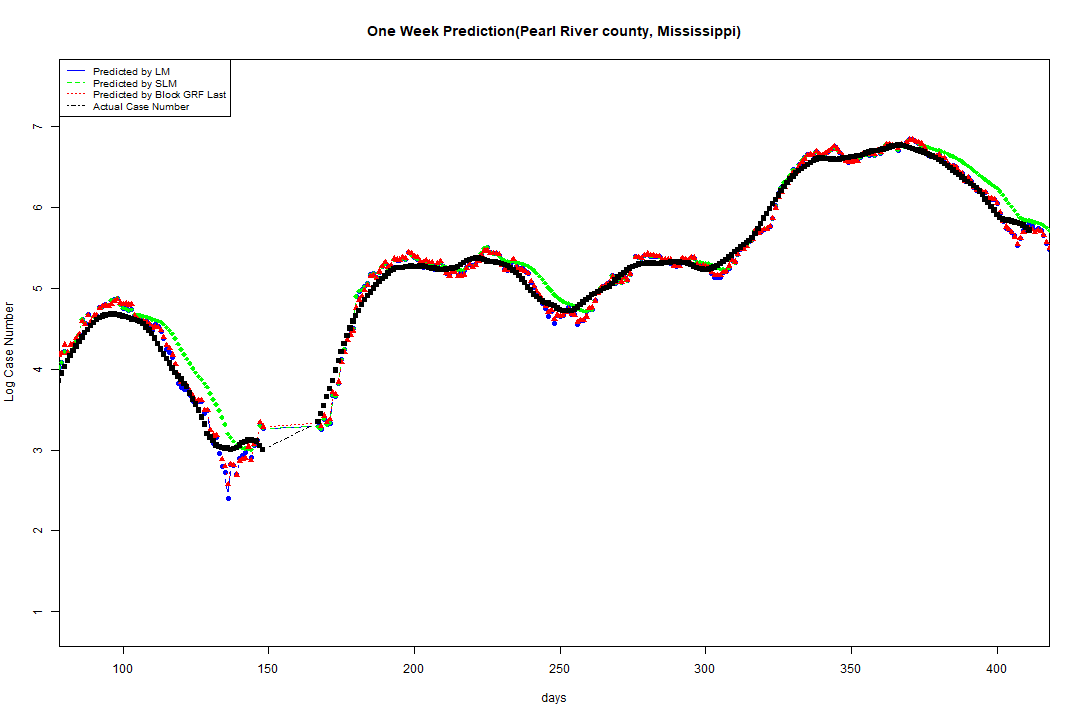 One Week Prediction(Pearl River county, Mississippi)
Predicted by LM
Predicted by SLM
Predicted by Block GRF Last
Actual Case Number
7
6
5
4
3
2
1
Log Case Number
100 150 200 250 300 350 400
days